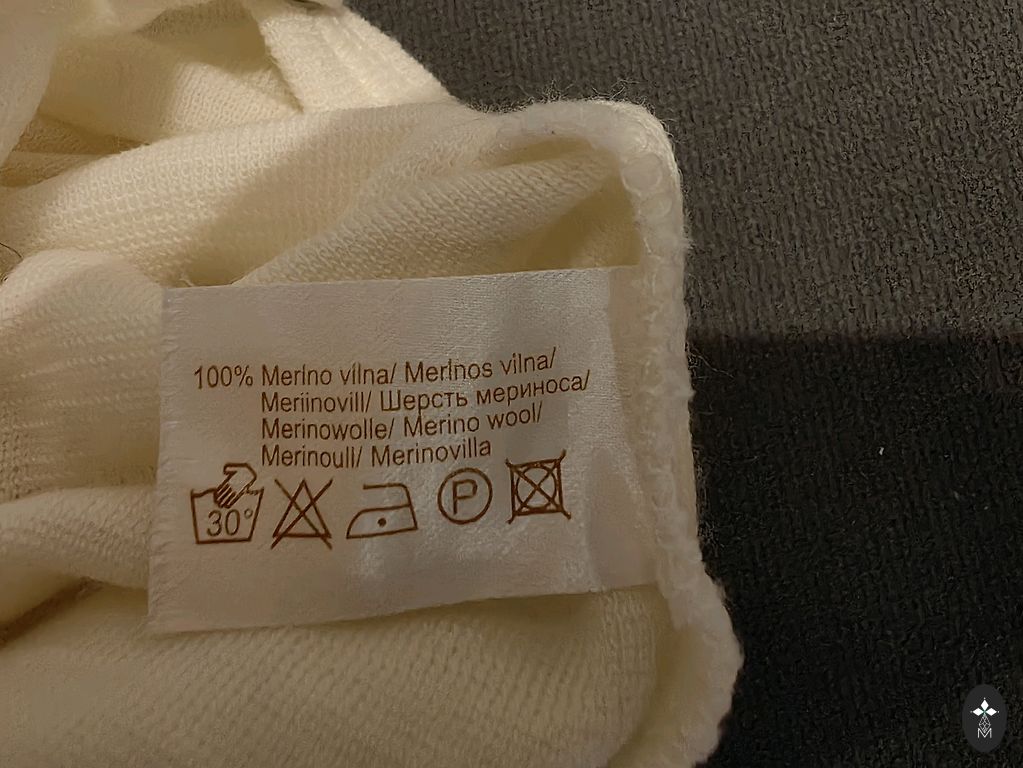 100% Merino vilna/ Merinos vilna/
Meriinovill/ Шерсть мериноса/
Merinowolle/ Merino wool/
Merinoull/ Merinovilla
30°
P
M